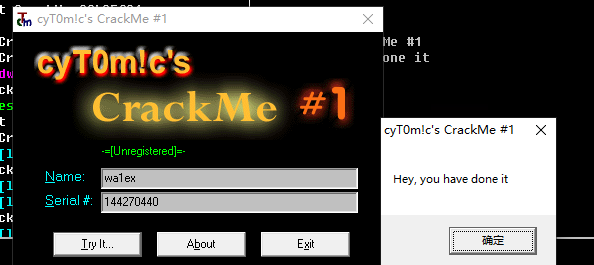 cyT0m!c's CrackMe #1
cyT0m!c's
CrackMe #1
-=[Unregistered]=-
Name: wa1ex
Serial #: 144270440
Try It...
About
Exit
Me #1
one it
cyT0m!c's CrackMe #1
Hey, you have done it
确定